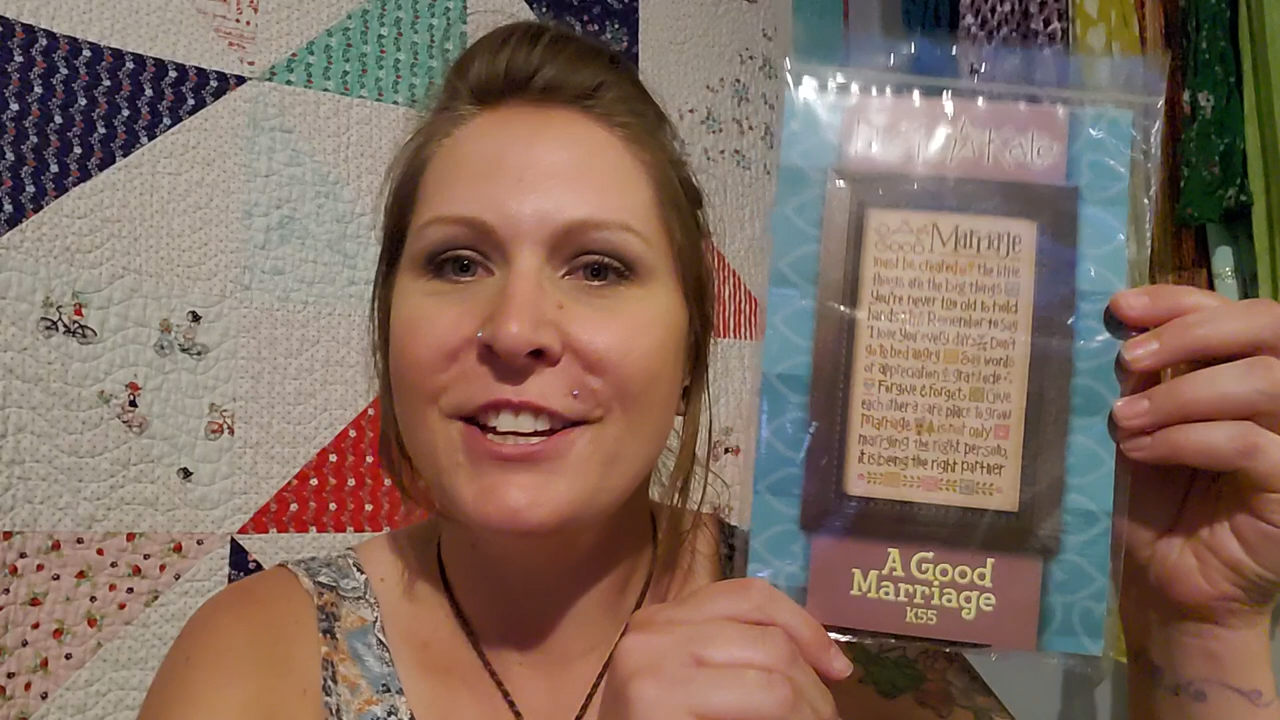 Kate
A
Good Marriage
must be created the little
things are the big things
You're never too old to hold
hands Remember to say
"I love you" every day Don't
go to bed angry Say words
of appreciation & gratitude
Forgive & forget Give
each other a safe place to grow
Marriage is not only
marrying the right person,
it is being the right partner
A Good
Marriage
K55